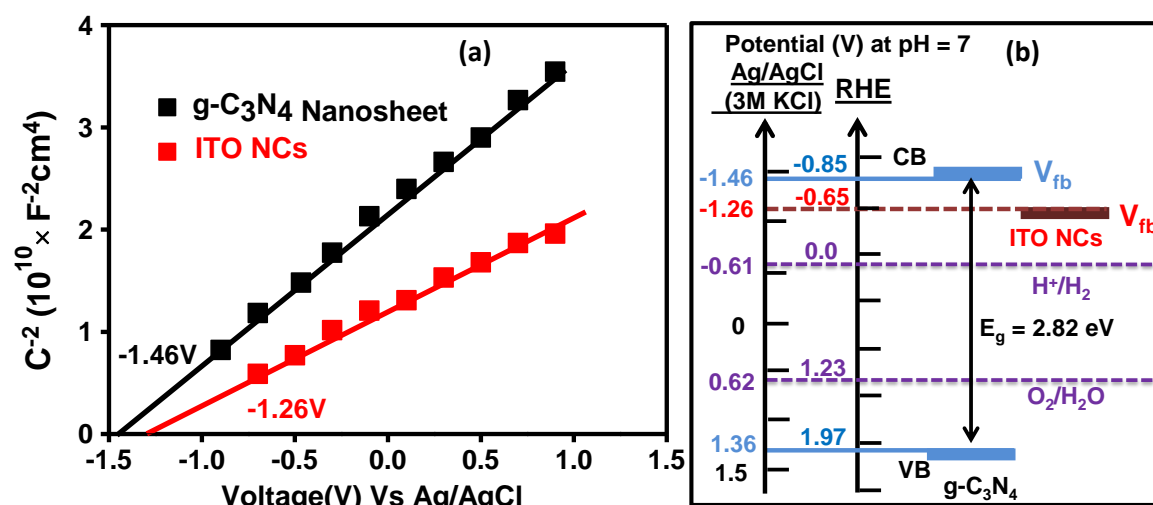 (a)
g-C₃N₄ Nanosheet
ITO NCs
C⁻² (10¹⁰ × F⁻²cm⁴)
4
3
2
1
0
-1.46V
-1.26V
-1.5
-1.0
-0.5
0.0
0.5
1.0
1.5
Voltage(V) Vs Ag/AgCl
Potential (V) at pH = 7
(b)
Ag/AgCl
(3M KCl)
RHE
CB
-1.46
-0.85
V_fb
-1.26
-0.65
ITO NCs
V_fb
-0.61
0.0
H⁺/H₂
0
E_g = 2.82 eV
0.62
1.23
O₂/H₂O
1.36
1.97
1.5
VB
g-C₃N₄